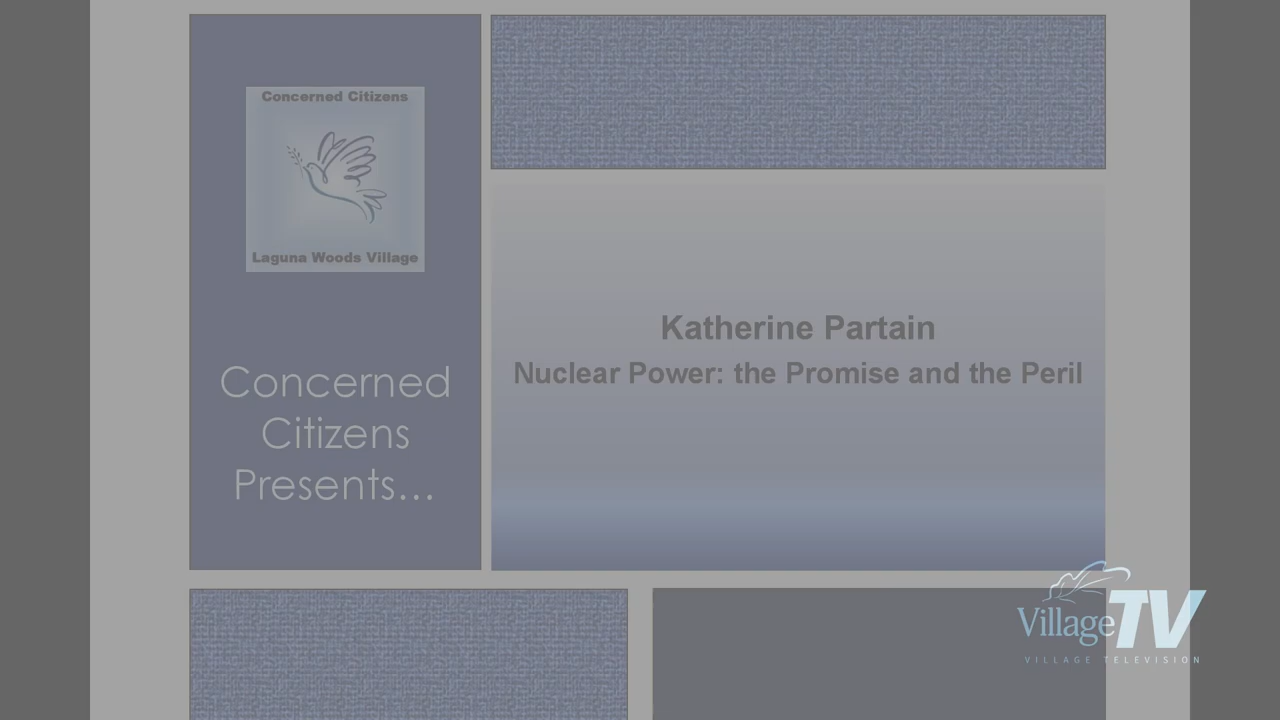 Concerned Citizens
Laguna Woods Village
Concerned
Citizens
Presents...
Katherine Partain
Nuclear Power: the Promise and the Peril
VillageTV
VILLAGE TELEVISION